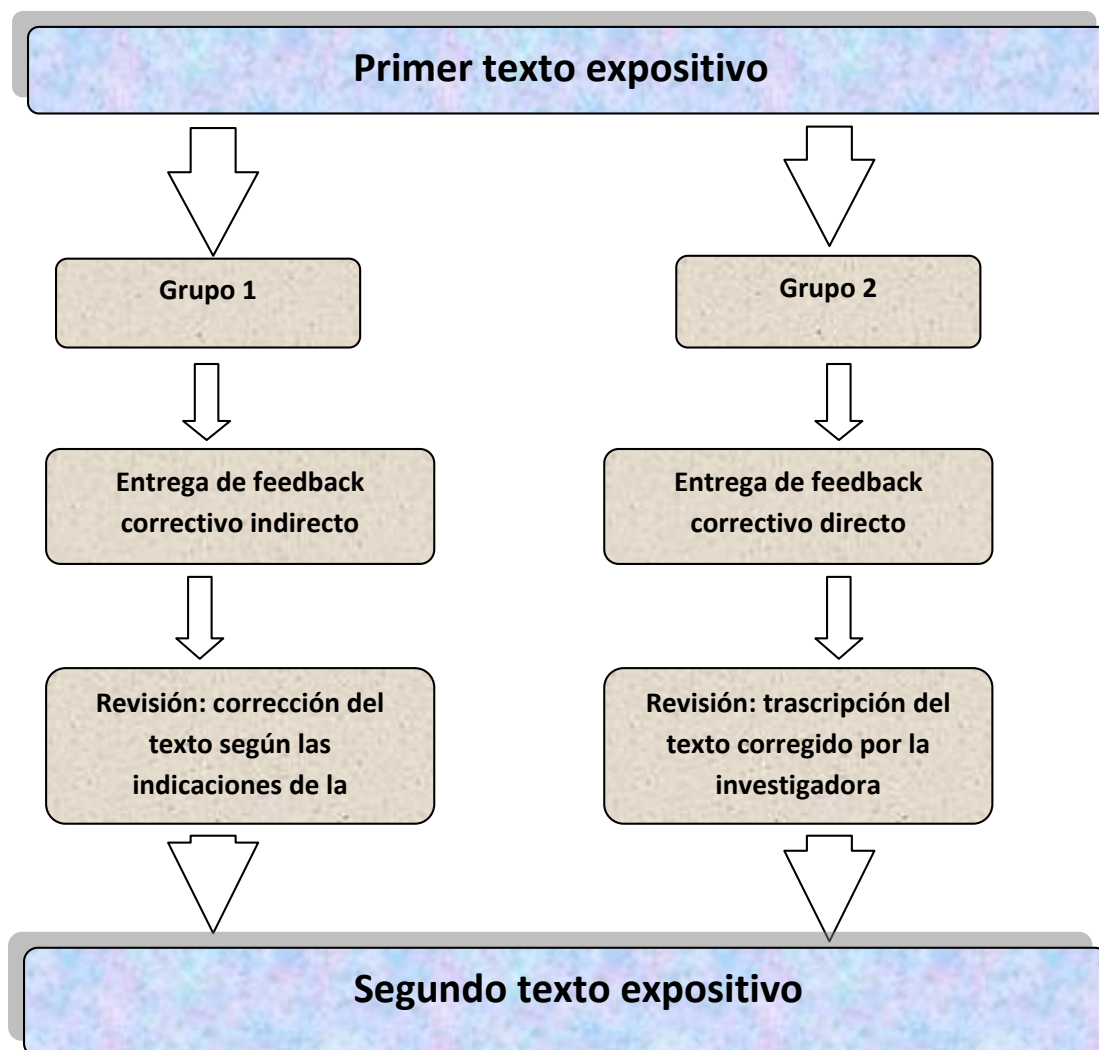 Primer texto expositivo
Grupo 1
Grupo 2
Entrega de feedback
correctivo indirecto
Entrega de feedback
correctivo directo
Revisión: corrección del
texto según las
indicaciones de la
Revisión: trascripción del
texto corregido por la
investigadora
Segundo texto expositivo